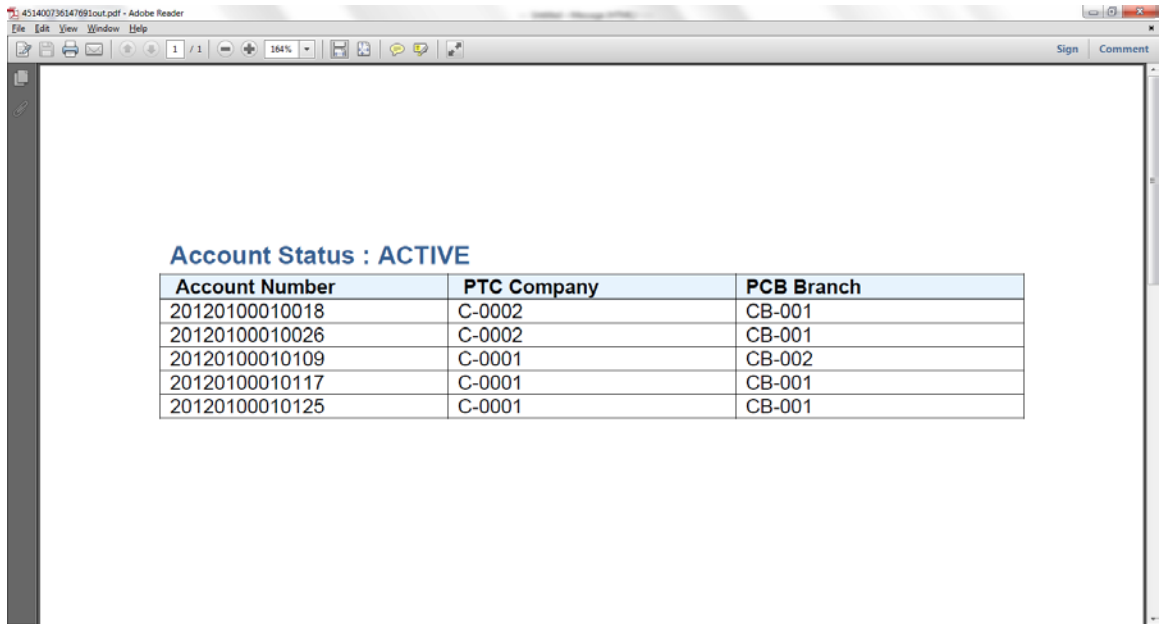 451400736147691out.pdf - Adobe Reader
File Edit View Window Help
1 / 1 164% Sign Comment
Account Status : ACTIVE
Account Number PTC Company PCB Branch
20120100010018 C-0002 CB-001
20120100010026 C-0002 CB-001
20120100010109 C-0001 CB-002
20120100010117 C-0001 CB-001
20120100010125 C-0001 CB-001